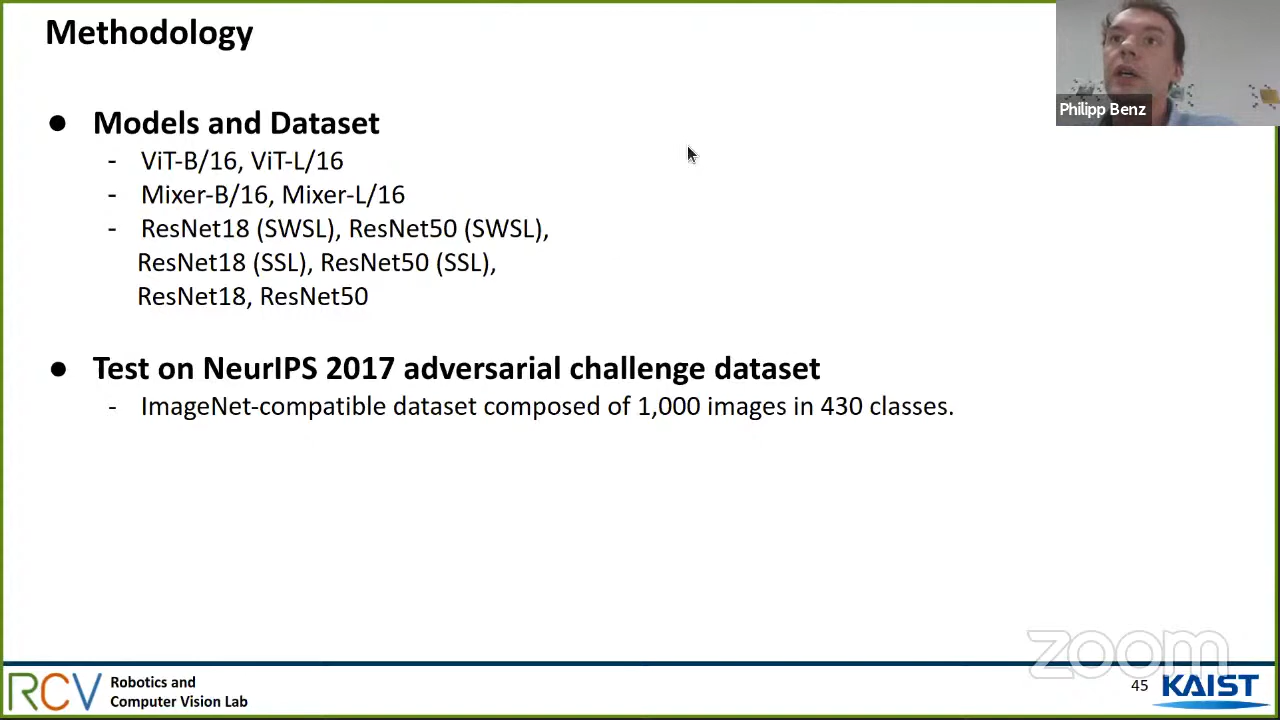 Methodology
Philipp Benz
● Models and Dataset
- ViT-B/16, ViT-L/16
- Mixer-B/16, Mixer-L/16
- ResNet18 (SWSL), ResNet50 (SWSL),
ResNet18 (SSL), ResNet50 (SSL),
ResNet18, ResNet50
● Test on NeurIPS 2017 adversarial challenge dataset
- ImageNet-compatible dataset composed of 1,000 images in 430 classes.
zoom
RCV Robotics and
Computer Vision Lab
45 KAIST